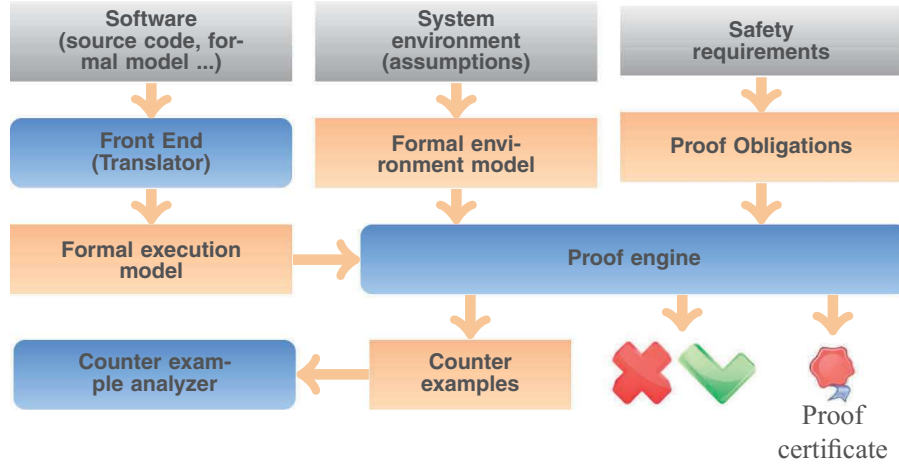 Software
(source code, for-
mal model ...)
System
environment
(assumptions)
Safety
requirements
Front End
(Translator)
Formal envi-
ronment model
Proof Obligations
Formal execution
model
Proof engine
Counter exam-
ple analyzer
Counter
examples
Proof
certificate